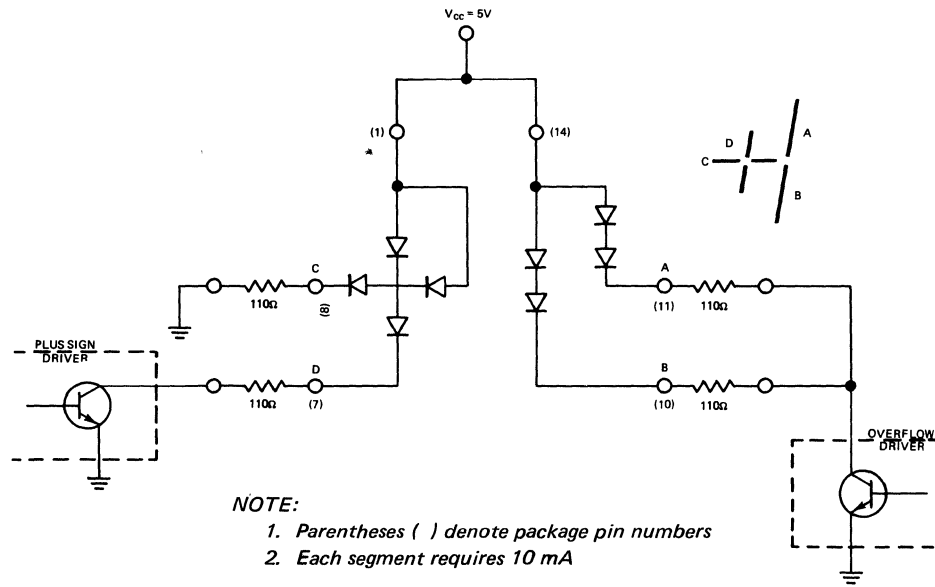 VCC = 5V
(1)
(14)
D
A
C
B
C
110Ω
(8)
A
(11)
110Ω
PLUS SIGN
DRIVER
D
110Ω
(7)
B
(10)
110Ω
OVERFLOW
DRIVER
NOTE:
1. Parentheses ( ) denote package pin numbers
2. Each segment requires 10 mA